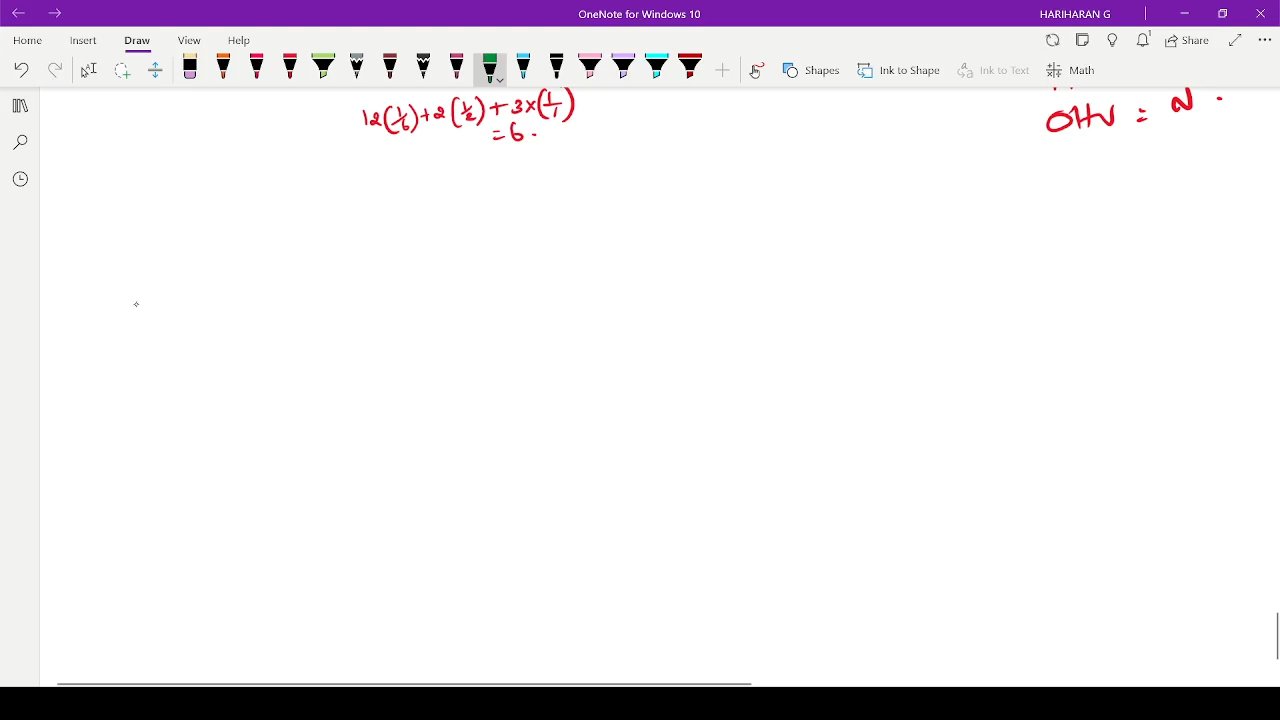 OneNote for Windows 10
HARIHARAN G
Home Insert Draw View Help
Share
Shapes Ink to Shape Ink to Text Math
12(1/6)+2(1/2)+3×(1/1)
=6.
OHV = N.